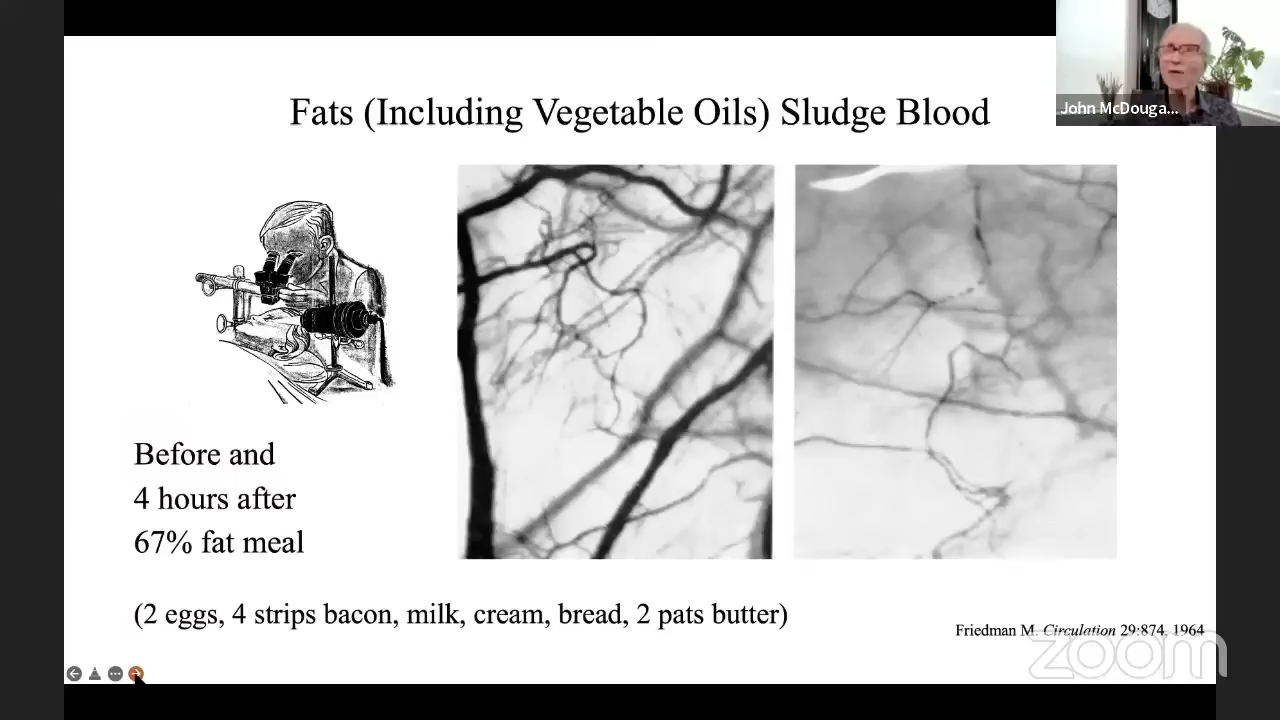 Fats (Including Vegetable Oils) Sludge Blood
John McDouga...
Before and
4 hours after
67% fat meal
(2 eggs, 4 strips bacon, milk, cream, bread, 2 pats butter)
Friedman M. Circulation 29:874, 1964
zoom